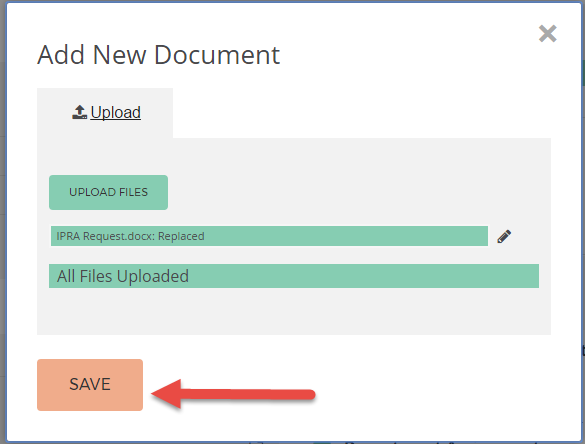 Add New Document
Upload
UPLOAD FILES
IPRA Request.docx: Replaced
All Files Uploaded
SAVE